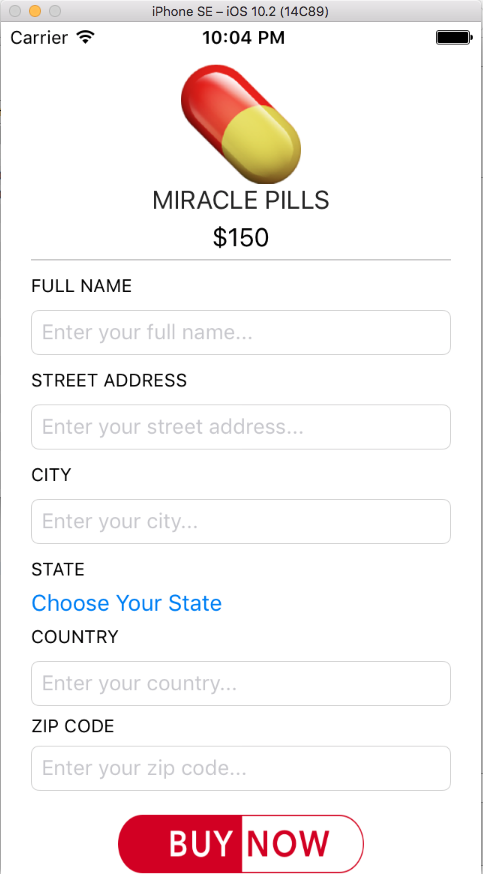 iPhone SE – iOS 10.2 (14C89)
Carrier 10:04 PM
MIRACLE PILLS
$150
FULL NAME
Enter your full name...
STREET ADDRESS
Enter your street address...
CITY
Enter your city...
STATE
Choose Your State
COUNTRY
Enter your country...
ZIP CODE
Enter your zip code...
BUY NOW